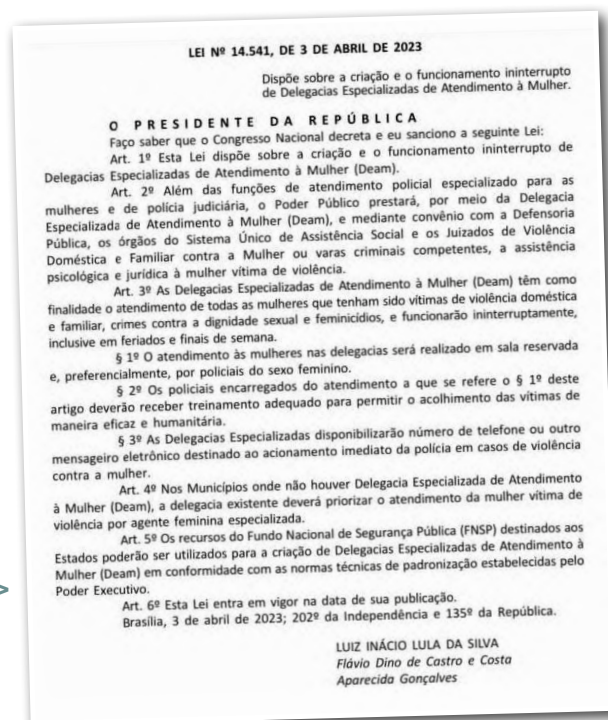 LEI Nº 14.541, DE 3 DE ABRIL DE 2023
Dispõe sobre a criação e o funcionamento ininterrupto
de Delegacias Especializadas de Atendimento à Mulher.
O PRESIDENTE DA REPÚBLICA
Faço saber que o Congresso Nacional decreta e eu sanciono a seguinte Lei:
Art. 1º Esta Lei dispõe sobre a criação e o funcionamento ininterrupto de
Delegacias Especializadas de Atendimento à Mulher (Deam).
Art. 2º Além das funções de atendimento policial especializado para as
mulheres e de polícia judiciária, o Poder Público prestará, por meio da Delegacia
Especializada de Atendimento à Mulher (Deam), e mediante convênio com a Defensoria
Pública, os órgãos do Sistema Único de Assistência Social e os Juizados de Violência
Doméstica e Familiar contra a Mulher ou varas criminais competentes, a assistência
psicológica e jurídica à mulher vítima de violência.
Art. 3º As Delegacias Especializadas de Atendimento à Mulher (Deam) têm como
finalidade o atendimento de todas as mulheres que tenham sido vítimas de violência doméstica
e familiar, crimes contra a dignidade sexual e feminicídios, e funcionarão ininterruptamente,
inclusive em feriados e finais de semana.
§ 1º O atendimento às mulheres nas delegacias será realizado em sala reservada
e, preferencialmente, por policiais do sexo feminino.
§ 2º Os policiais encarregados do atendimento a que se refere o § 1º deste
artigo deverão receber treinamento adequado para permitir o acolhimento das vítimas de
maneira eficaz e humanitária.
§ 3º As Delegacias Especializadas disponibilizarão número de telefone ou outro
mensageiro eletrônico destinado ao acionamento imediato da polícia em casos de violência
contra a mulher.
Art. 4º Nos Municípios onde não houver Delegacia Especializada de Atendimento
à Mulher (Deam), a delegacia existente deverá priorizar o atendimento da mulher vítima de
violência por agente feminina especializada.
Art. 5º Os recursos do Fundo Nacional de Segurança Pública (FNSP) destinados aos
Estados poderão ser utilizados para a criação de Delegacias Especializadas de Atendimento à
Mulher (Deam) em conformidade com as normas técnicas de padronização estabelecidas pelo
Poder Executivo.
Art. 6º Esta Lei entra em vigor na data de sua publicação.
Brasília, 3 de abril de 2023; 202º da Independência e 135º da República.
LUIZ INÁCIO LULA DA SILVA
Flávio Dino de Castro e Costa
Aparecida Gonçalves